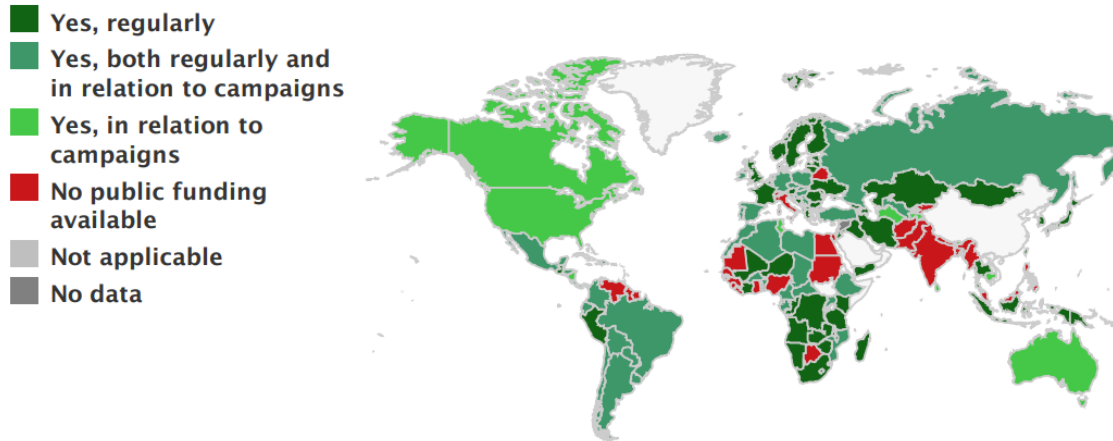 Yes, regularly
Yes, both regularly and
in relation to campaigns
Yes, in relation to
campaigns
No public funding
available
Not applicable
No data